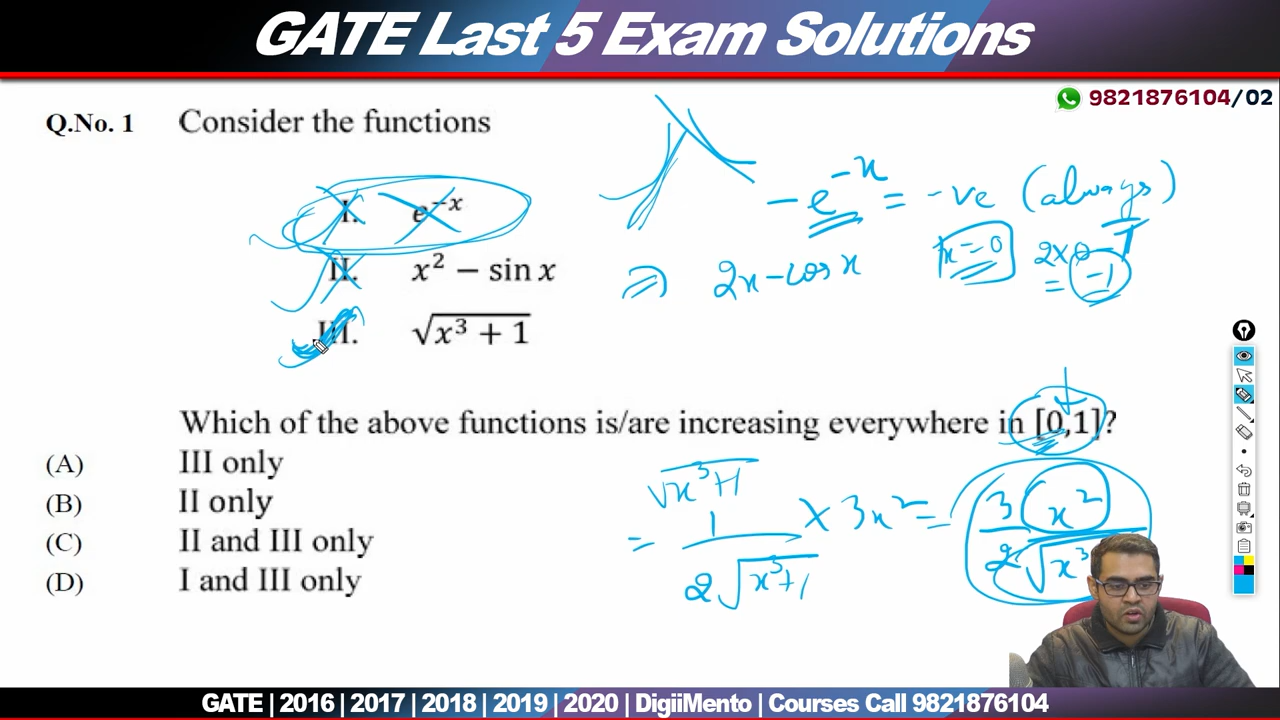 GATE Last 5 Exam Solutions
9821876104/02
Q.No. 1 Consider the functions
I. e^{-x}
II. x² − sin x
III. √(x³ + 1)
− e^{-x} = -ve (always)
⇒ 2x - cos x
x=0
2×0 - 1
= -1
Which of the above functions is/are increasing everywhere in [0,1]?
(A) III only
(B) II only
(C) II and III only
(D) I and III only
√x³+1
= 1/(2√x³+1) × 3x² = 3 x² / 2√x³
GATE | 2016 | 2017 | 2018 | 2019 | 2020 | DigiiMento | Courses Call 9821876104